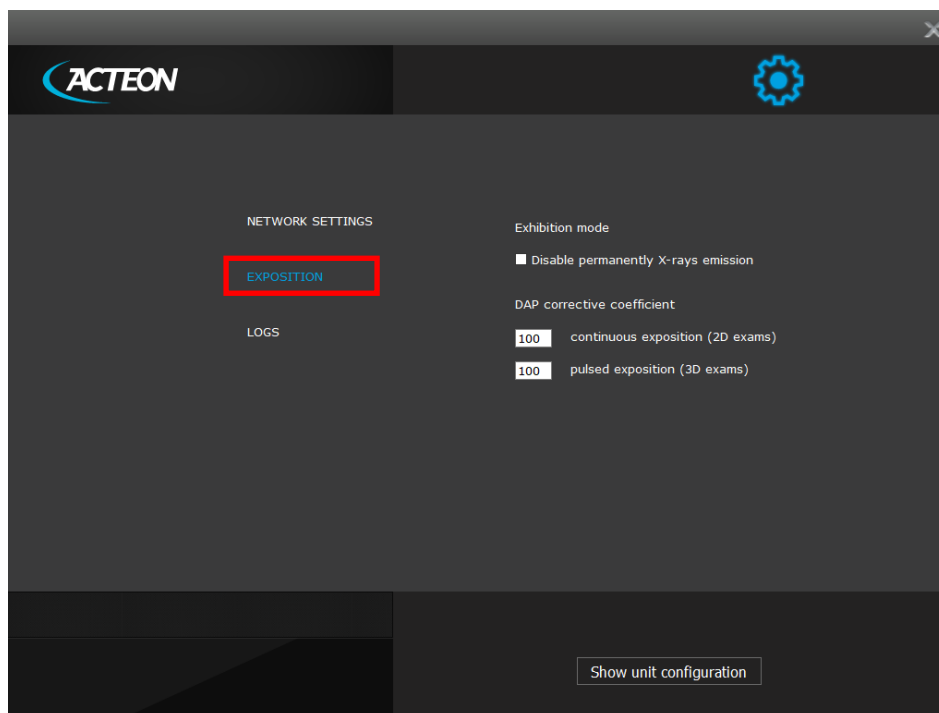 ACTEON
NETWORK SETTINGS
EXPOSITION
LOGS
Exhibition mode
Disable permanently X-rays emission
DAP corrective coefficient
100 continuous exposition (2D exams)
100 pulsed exposition (3D exams)
Show unit configuration